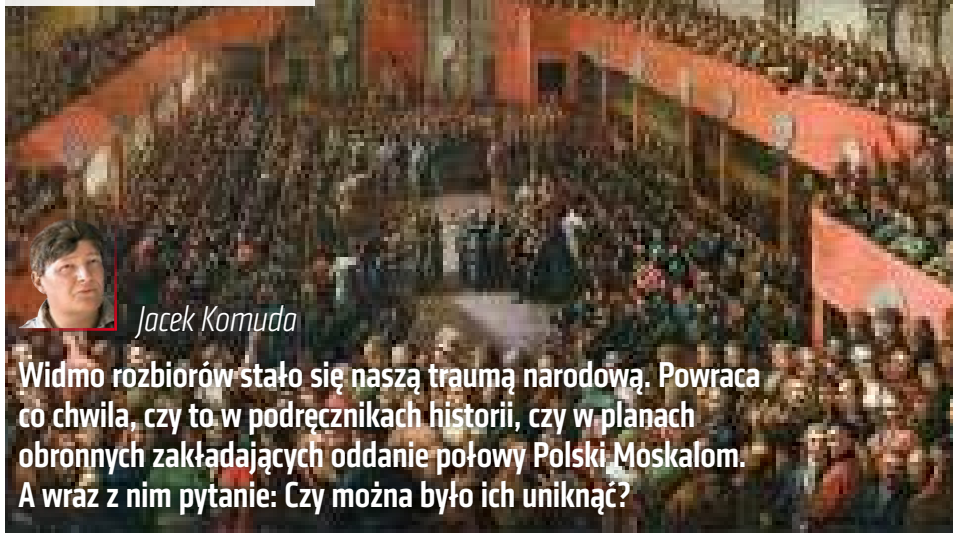 Jacek Komuda
Widmo rozbiorów stało się naszą traumą narodową. Powraca
co chwila, czy to w podręcznikach historii, czy w planach
obronnych zakładających oddanie połowy Polski Moskalom.
A wraz z nim pytanie: Czy można było ich uniknąć?